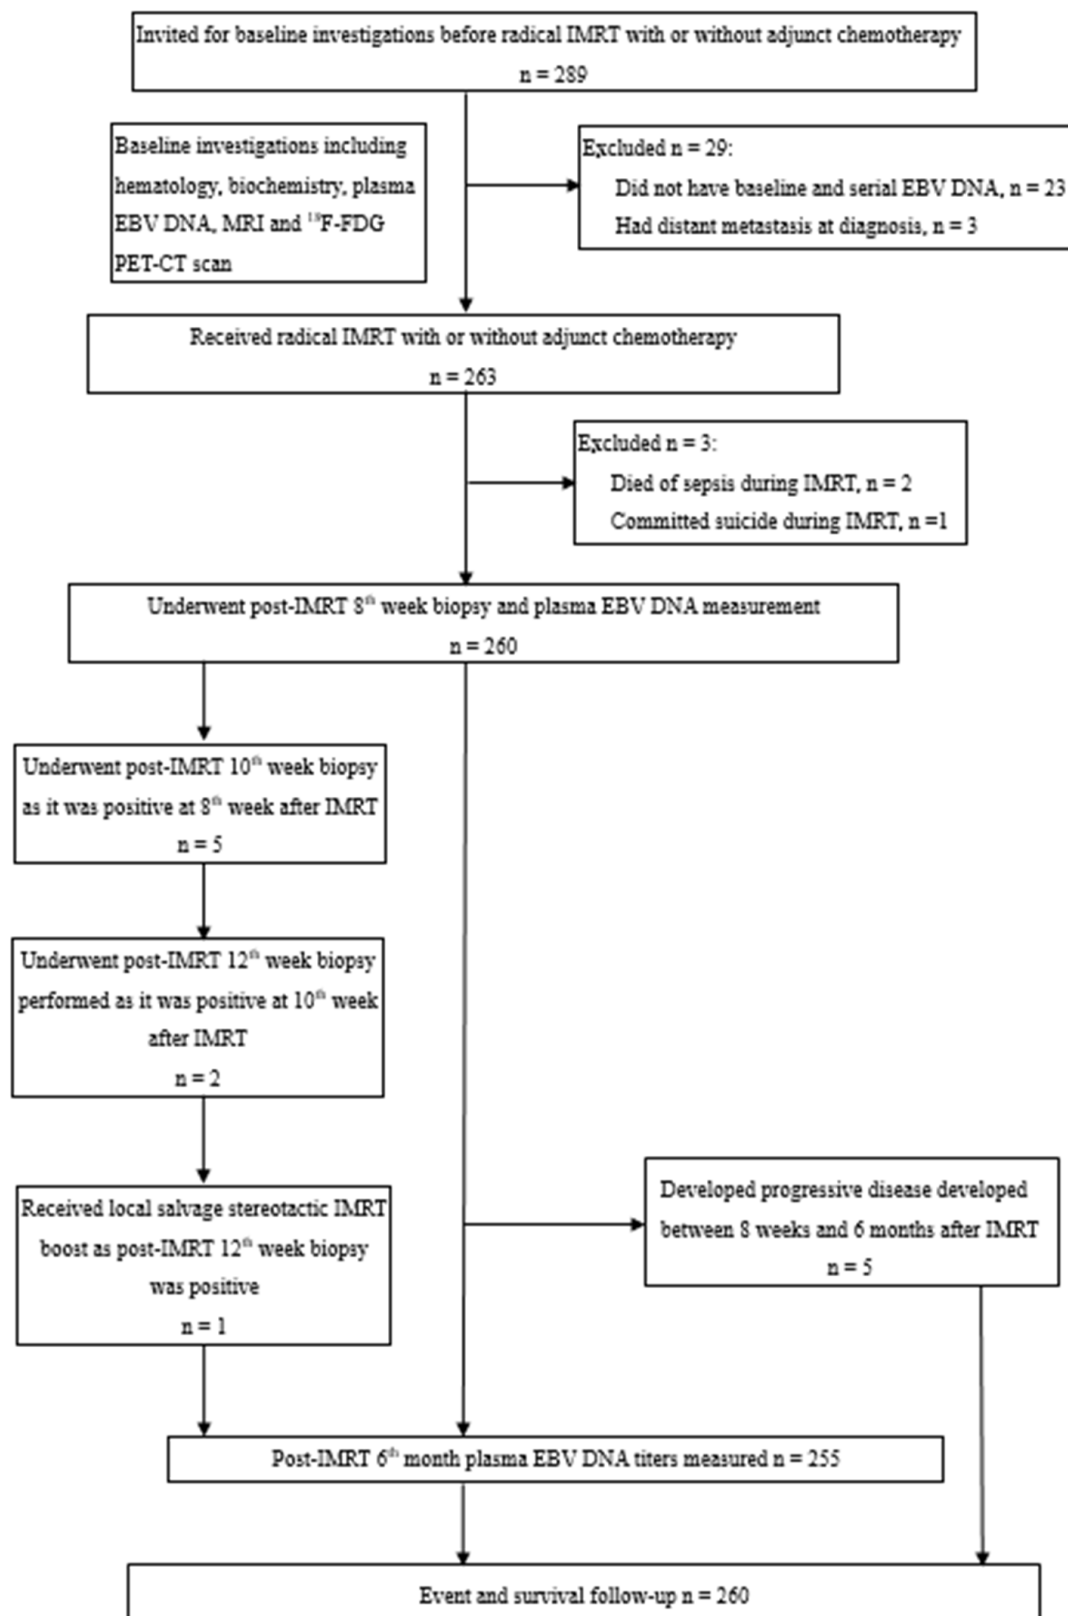 Invited for baseline investigations before radical IMRT with or without adjunct chemotherapy
n = 289
Baseline investigations including
hematology, biochemistry, plasma
EBV DNA, MRI and ¹⁸F-FDG
PET-CT scan
Excluded n = 29:
Did not have baseline and serial EBV DNA, n = 23
Had distant metastasis at diagnosis, n = 3
Received radical IMRT with or without adjunct chemotherapy
n = 263
Excluded n = 3:
Died of sepsis during IMRT, n = 2
Committed suicide during IMRT, n =1
Underwent post-IMRT 8th week biopsy and plasma EBV DNA measurement
n = 260
Underwent post-IMRT 10th week biopsy
as it was positive at 8th week after IMRT
n = 5
Underwent post-IMRT 12th week biopsy
performed as it was positive at 10th week
after IMRT
n = 2
Received local salvage stereotactic IMRT
boost as post-IMRT 12th week biopsy
was positive
n = 1
Developed progressive disease developed
between 8 weeks and 6 months after IMRT
n = 5
Post-IMRT 6th month plasma EBV DNA titers measured n = 255
Event and survival follow-up n = 260